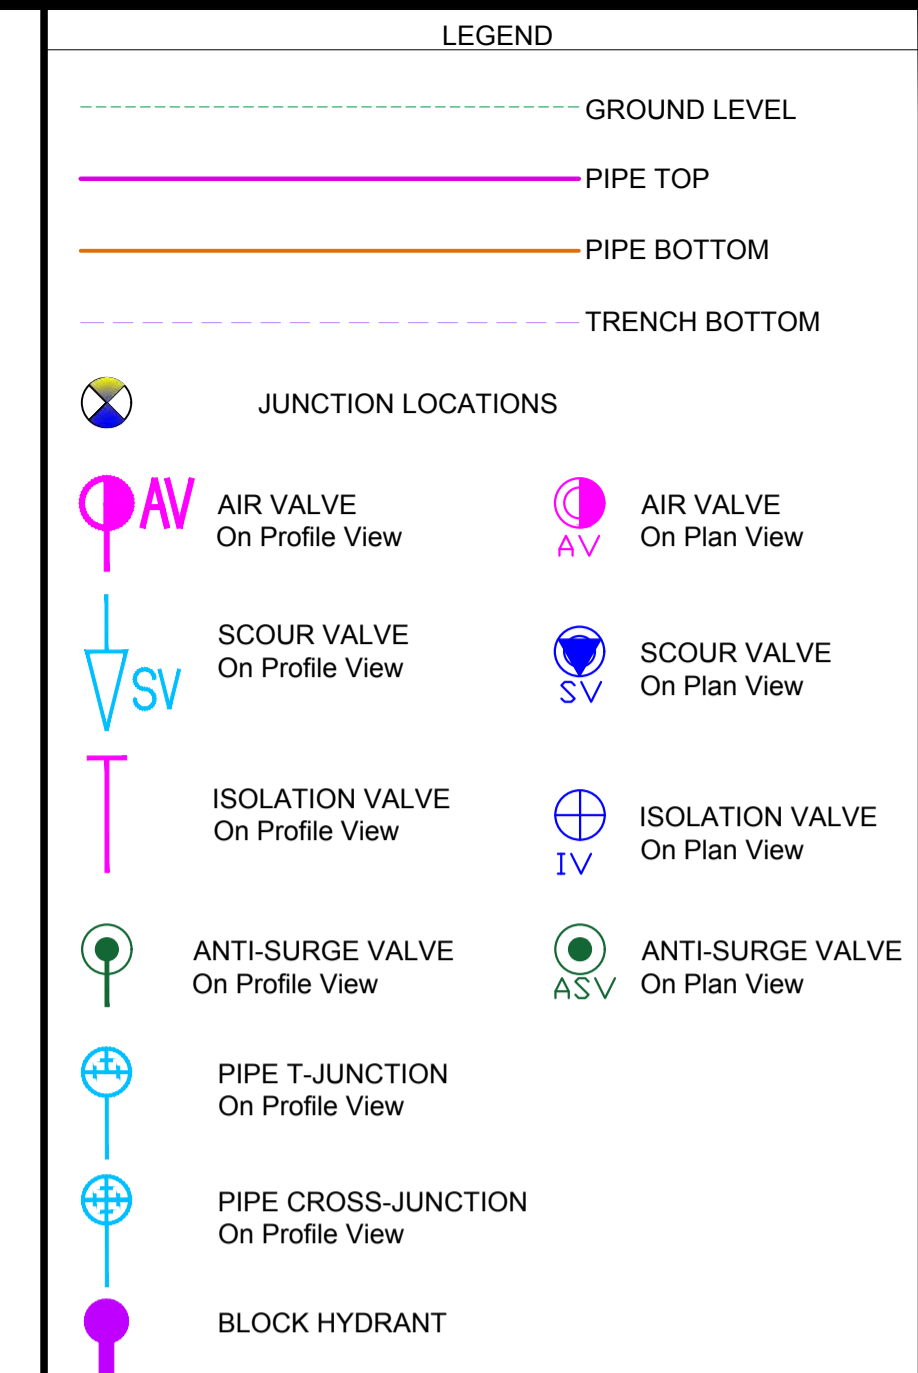 LEGEND
GROUND LEVEL
PIPE TOP
PIPE BOTTOM
TRENCH BOTTOM
JUNCTION LOCATIONS
AV
AIR VALVE
On Profile View
AV
AIR VALVE
On Plan View
SV
SCOUR VALVE
On Profile View
SV
SCOUR VALVE
On Plan View
ISOLATION VALVE
On Profile View
IV
ISOLATION VALVE
On Plan View
ANTI-SURGE VALVE
On Profile View
ASV
ANTI-SURGE VALVE
On Plan View
PIPE T-JUNCTION
On Profile View
PIPE CROSS-JUNCTION
On Profile View
BLOCK HYDRANT